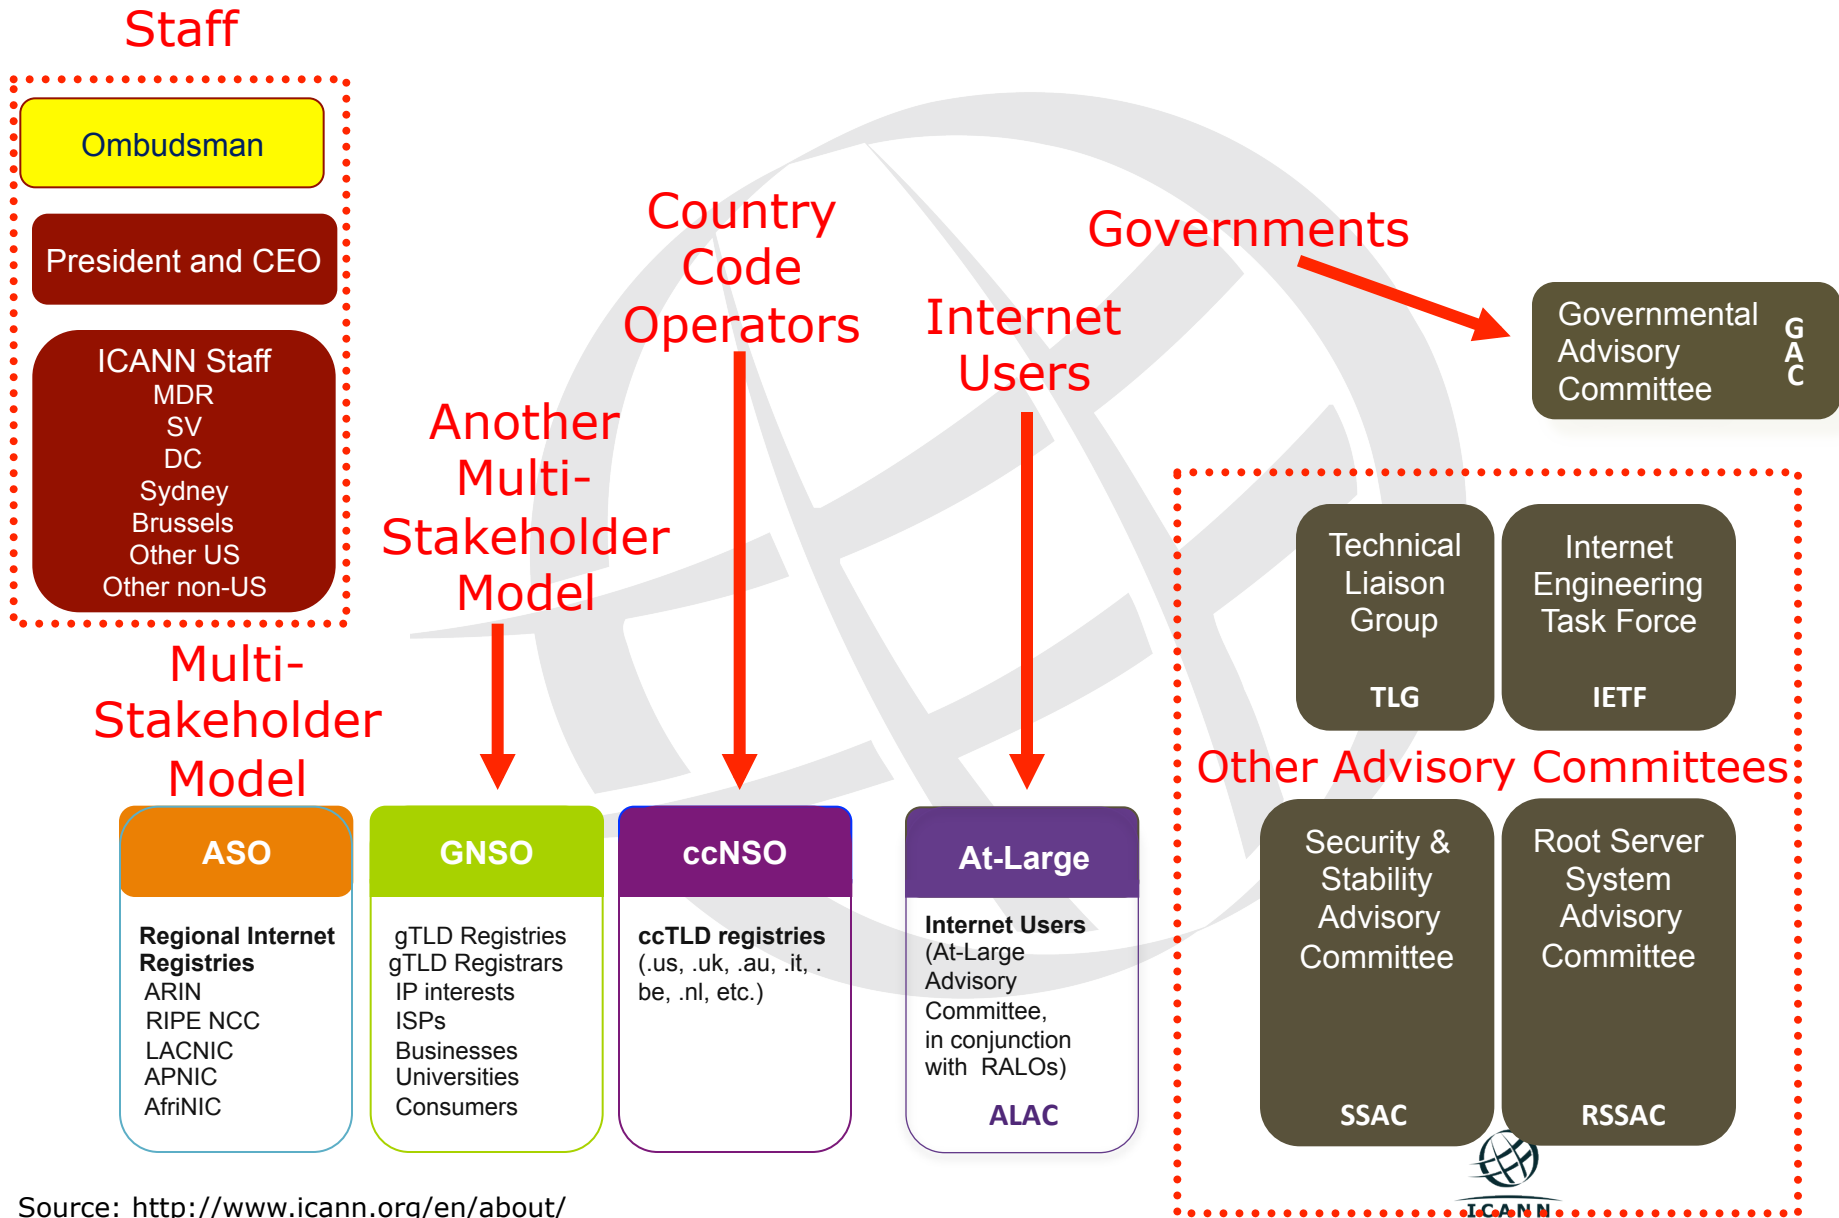 Staff
Ombudsman
President and CEO
ICANN Staff
MDR
SV
DC
Sydney
Brussels
Other US
Other non-US
Multi-
Stakeholder
Model
Another
Multi-
Stakeholder
Model
Country
Code
Operators
Internet
Users
Governments
Governmental
Advisory
Committee
GAC
Technical
Liaison
Group
TLG
Internet
Engineering
Task Force
IETF
Other Advisory Committees
Security &
Stability
Advisory
Committee
SSAC
Root Server
System
Advisory
Committee
RSSAC
ASO
Regional Internet
Registries
ARIN
RIPE NCC
LACNIC
APNIC
AfriNIC
GNSO
gTLD Registries
gTLD Registrars
IP interests
ISPs
Businesses
Universities
Consumers
ccNSO
ccTLD registries
(.us, .uk, .au, .it, .
be, .nl, etc.)
At-Large
Internet Users
(At-Large
Advisory
Committee,
in conjunction
with RALOs)
ALAC
ICANN
Source: http://www.icann.org/en/about/